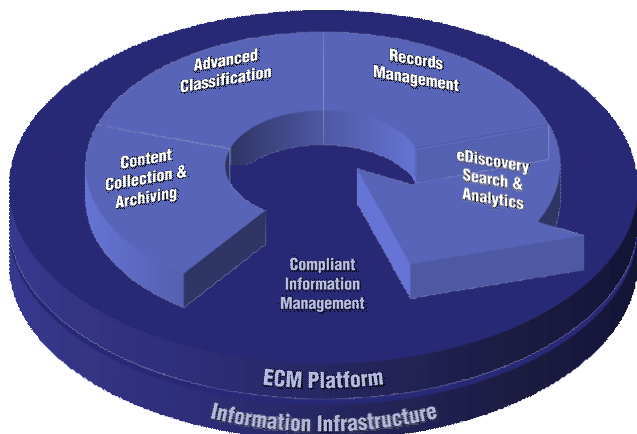 Advanced
Classification
Records
Management
Content
Collection &
Archiving
eDiscovery
Search &
Analytics
Compliant
Information
Management
ECM Platform
Information Infrastructure